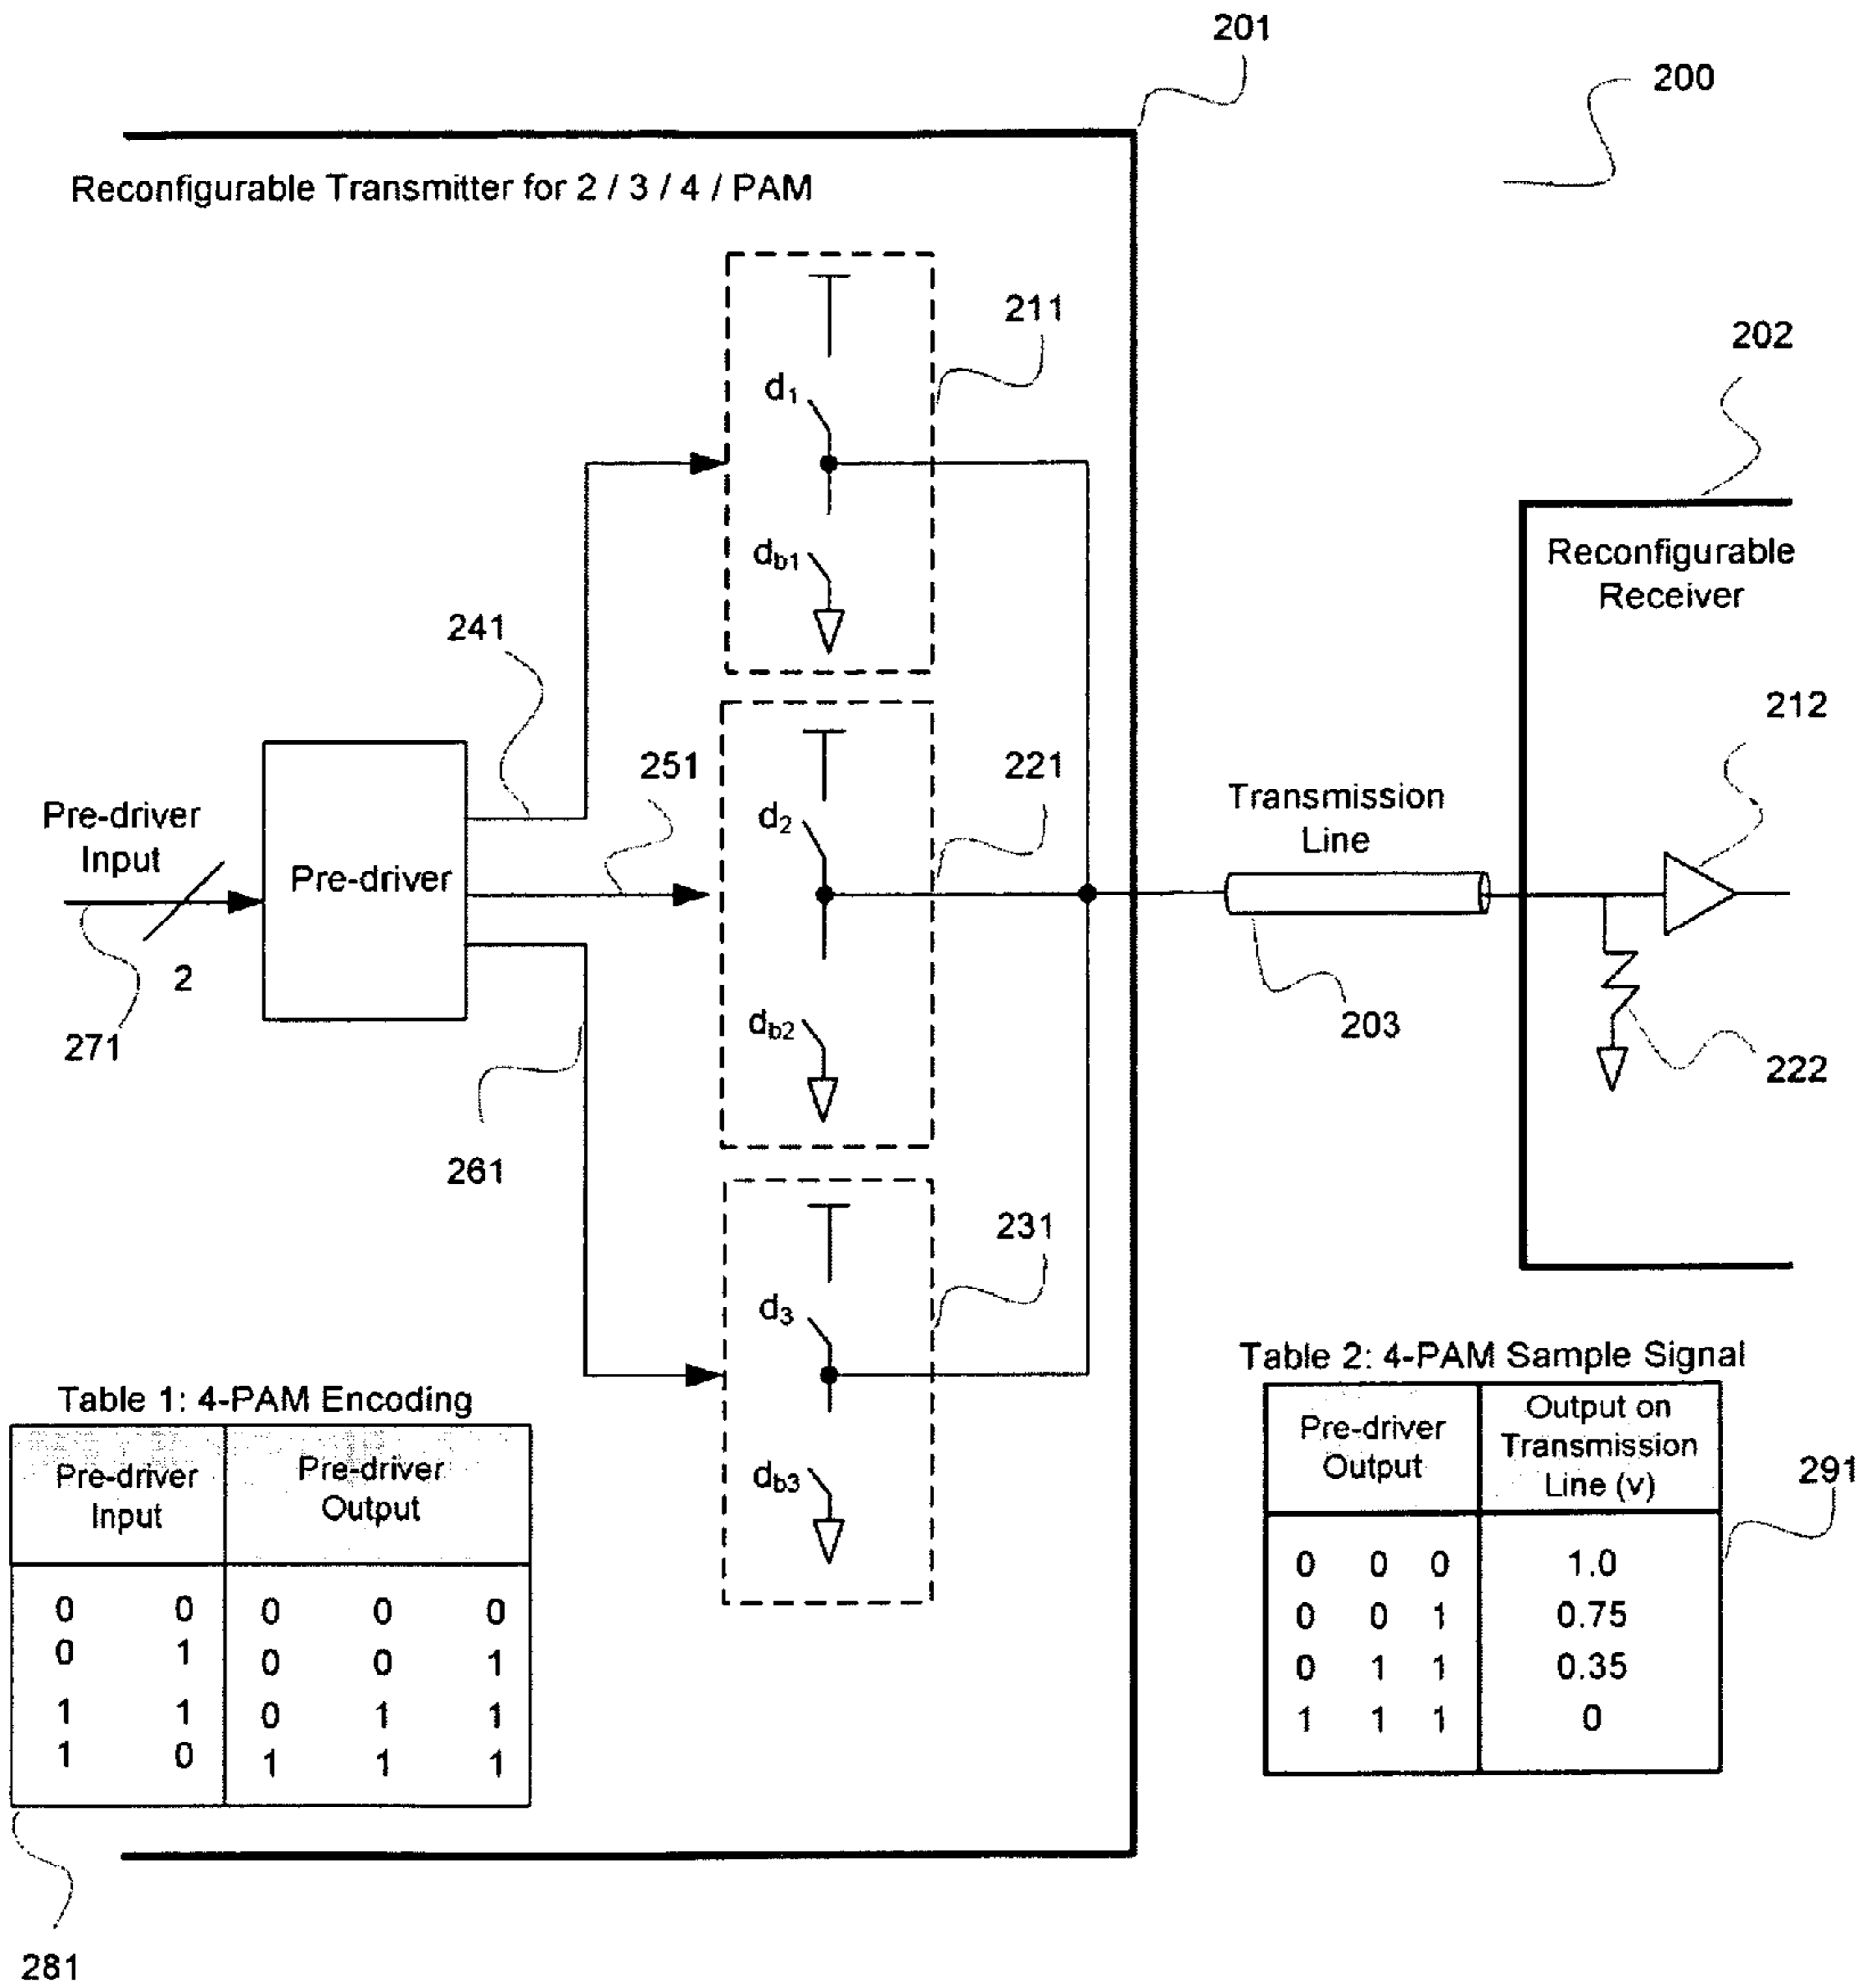 201
200
Reconfigurable Transmitter for 2 / 3 / 4 / PAM
211
202
d1
Reconfigurable
Receiver
db1
241
212
251
221
Transmission
Line
Pre-driver
Input
d2
Pre-driver
2
271
db2
203
222
261
231
d3
Table 2: 4-PAM Sample Signal
Table 1: 4-PAM Encoding
Pre-driver
Output
Output on
Transmission
Line (v)
Pre-driver
Input
Pre-driver
Output
db3
291
0 0 0 1.0
0 0 1 0.75
0 1 1 0.35
1 1 1 0
0 0 0 0 0
0 1 0 0 1
1 1 0 1 1
1 0 1 1 1
281